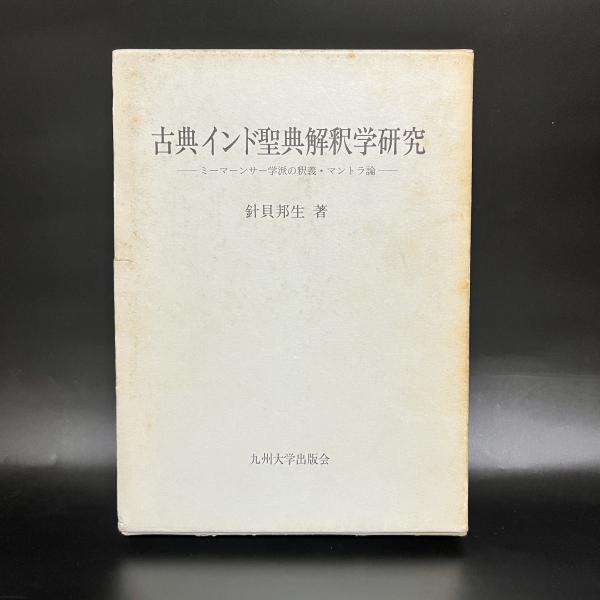 古典インド聖典解釈学研究
── ミーマーンサー学派の釈義・マントラ論 ──
針貝邦生 著
九州大学出版会